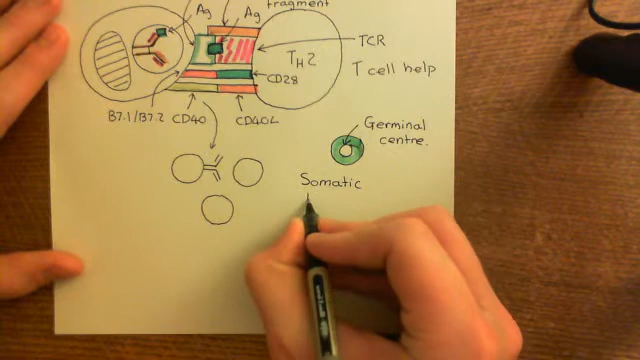 Ag
fragment
Ag
TH2
TCR
T cell help
CD28
B7.1/B7.2
CD40
CD40L
Germinal
centre.
Somatic